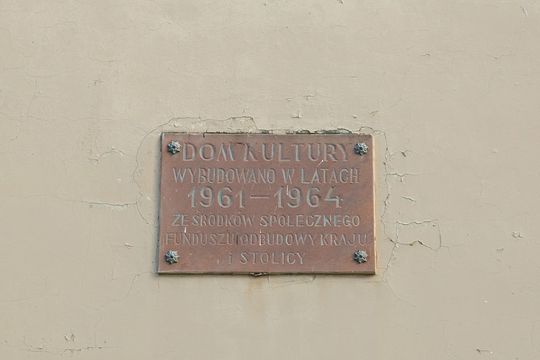 DOM KULTURY
WYBUDOWANO W LATACH
1961-1964
ZE ŚRODKÓW SPOŁECZNEGO
FUNDUSZU ODBUDOWY KRAJU
i STOLICY